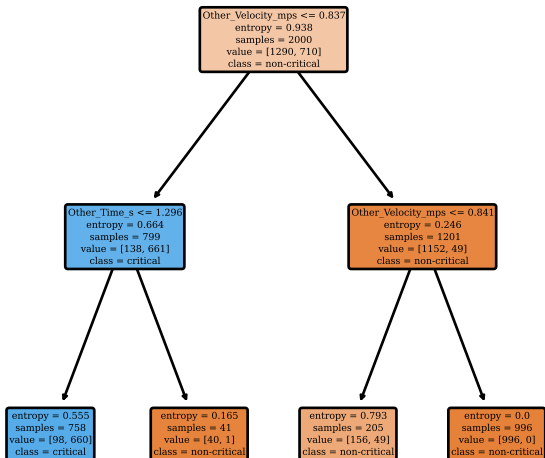 Other_Velocity_mps <= 0.837
entropy = 0.938
samples = 2000
value = [1290, 710]
class = non-critical
Other_Time_s <= 1.296
entropy = 0.664
samples = 799
value = [138, 661]
class = critical
Other_Velocity_mps <= 0.841
entropy = 0.246
samples = 1201
value = [1152, 49]
class = non-critical
entropy = 0.555
samples = 758
value = [98, 660]
class = critical
entropy = 0.165
samples = 41
value = [40, 1]
class = non-critical
entropy = 0.793
samples = 205
value = [156, 49]
class = non-critical
entropy = 0.0
samples = 996
value = [996, 0]
class = non-critical